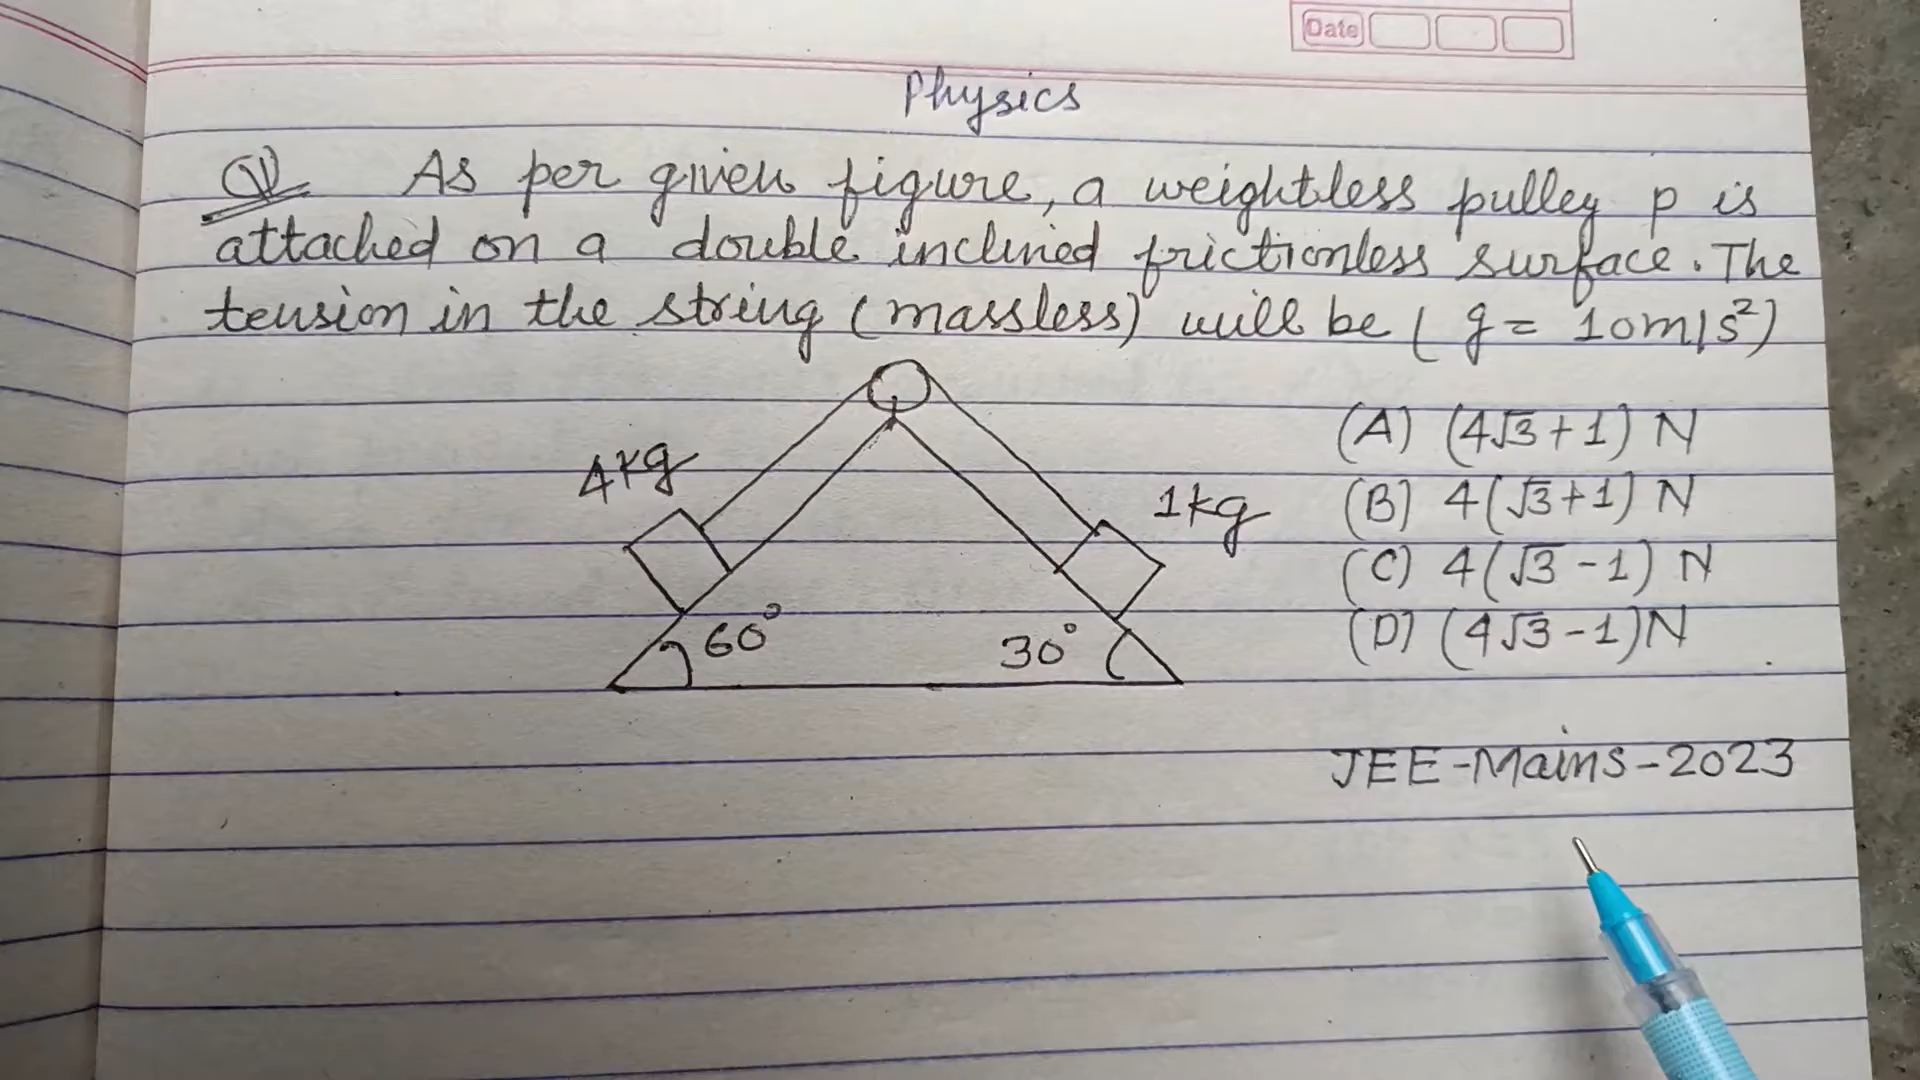 Date
Physics
Q1. As per given figure, a weightless pulley p is
attached on a double inclined frictionless surface. The
tension in the string (massless) will be ( g = 10m/s²)
4kg
1kg
60°
30°
(A) (4√3+1) N
(B) 4(√3+1) N
(C) 4(√3-1) N
(D) (4√3-1)N
JEE-Mains-2023